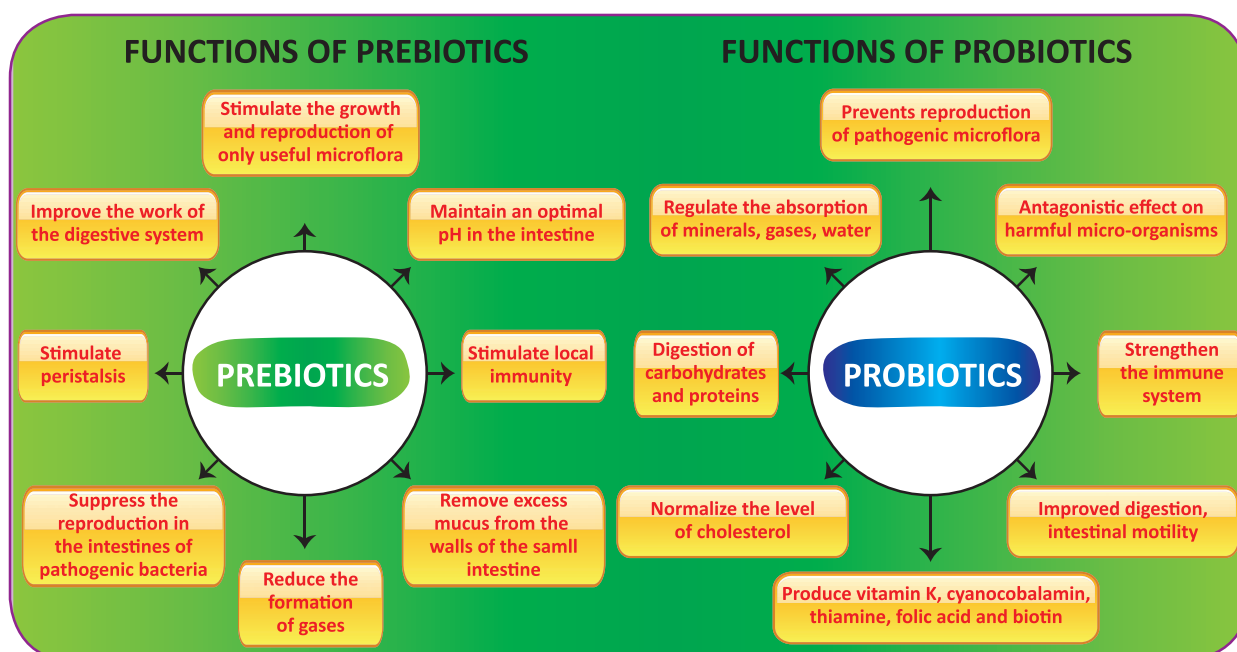 FUNCTIONS OF PREBIOTICS
Stimulate the growth
and reproduction of
only useful microflora
Improve the work of
the digestive system
Maintain an optimal
pH in the intestine
Stimulate
peristalsis
PREBIOTICS
Stimulate local
immunity
Suppress the
reproduction in
the intestines of
pathogenic bacteria
Remove excess
mucus from the
walls of the samll
intestine
Reduce the
formation
of gases
FUNCTIONS OF PROBIOTICS
Prevents reproduction
of pathogenic microflora
Regulate the absorption
of minerals, gases, water
Antagonistic effect on
harmful micro-organisms
Digestion of
carbohydrates
and proteins
PROBIOTICS
Strengthen
the immune
system
Normalize the level
of cholesterol
Improved digestion,
intestinal motility
Produce vitamin K, cyanocobalamin,
thiamine, folic acid and biotin